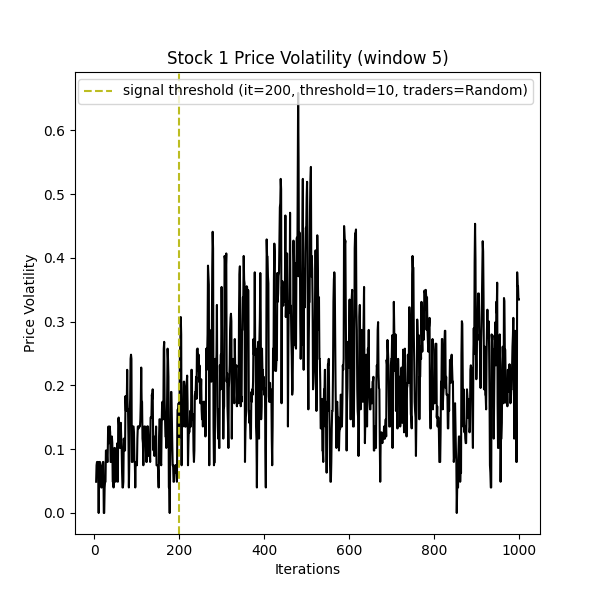 Stock 1 Price Volatility (window 5)
signal threshold (it=200, threshold=10, traders=Random)
0.6
0.5
0.4
0.3
0.2
0.1
0.0
Price Volatility
0 200 400 600 800 1000
Iterations